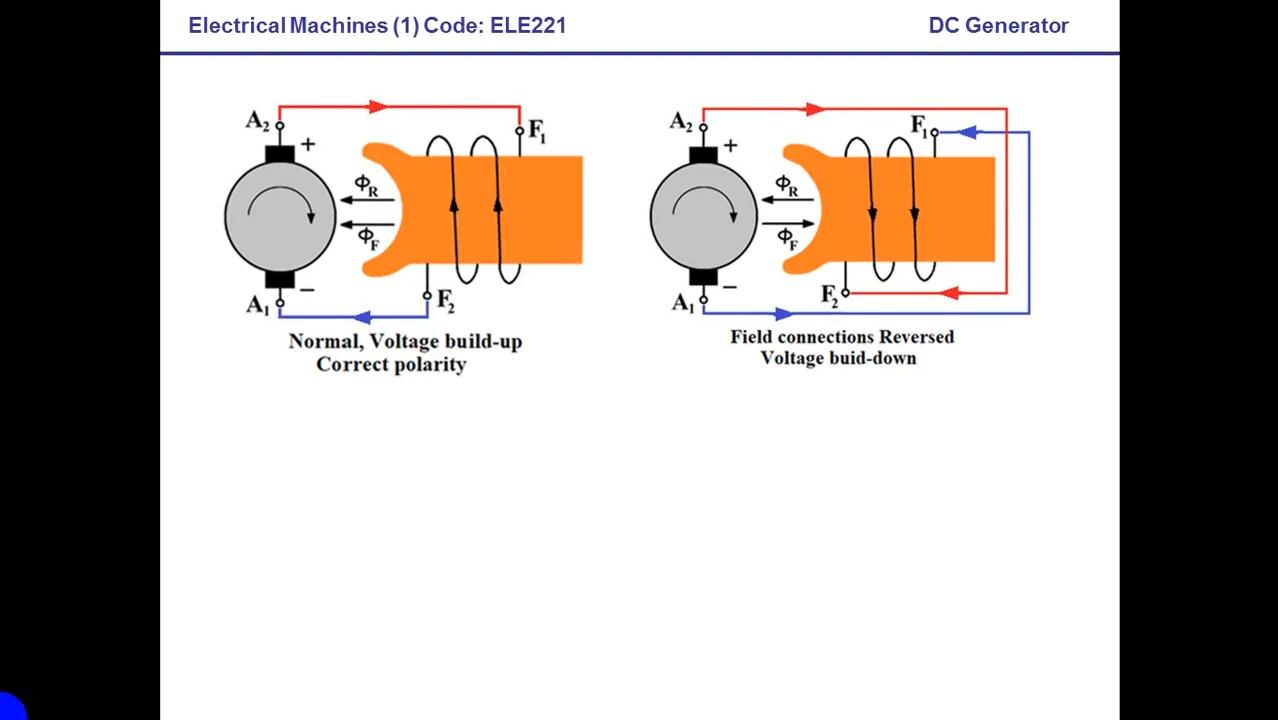 Electrical Machines (1) Code: ELE221 DC Generator
A2
+
F1
ΦR
ΦF
−
A1
F2
Normal, Voltage build-up
Correct polarity
A2
+
F1
ΦR
ΦF
−
A1
F2
Field connections Reversed
Voltage buid-down